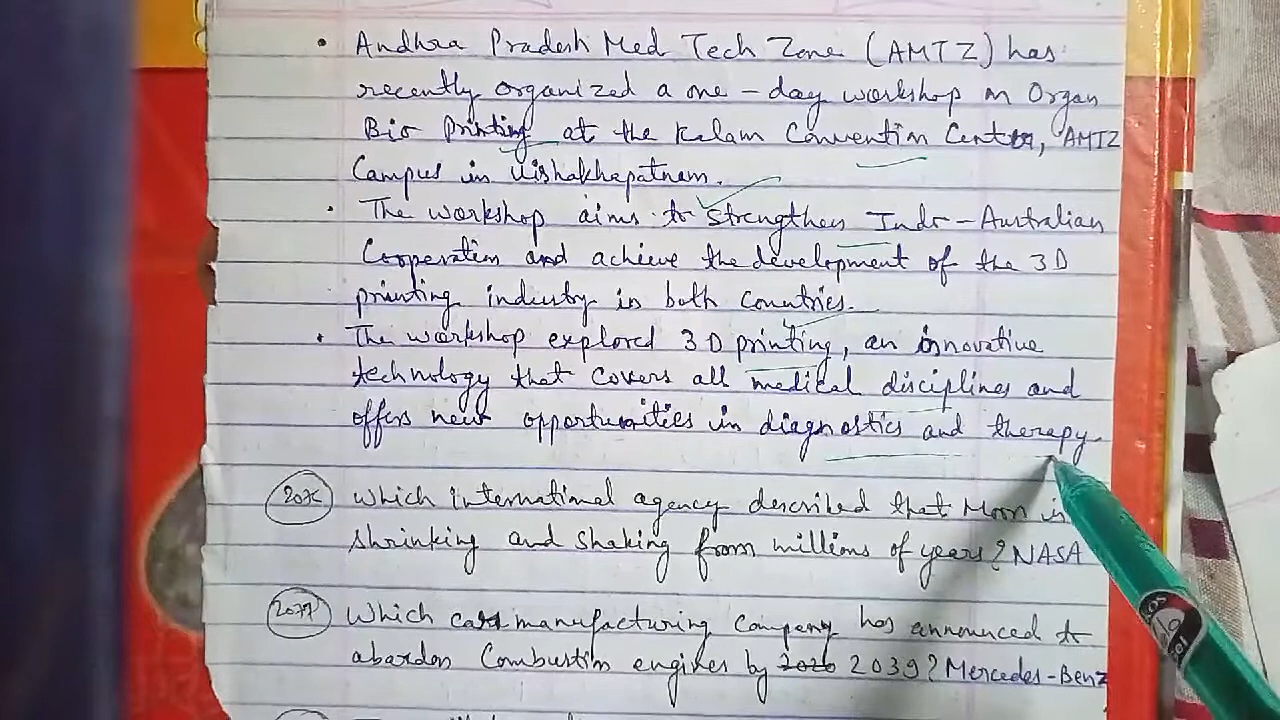 • Andhra Pradesh Med Tech Zone (AMTZ) has
recently organized a one-day workshop on Organ
Bio Printing at the Kalam Convention Center, AMTZ
Campus in Vishakhapatnam.
• The workshop aims to strengthen Indo-Australian
Cooperation and achieve the development of the 3D
printing industry in both Countries.
• The workshop explored 3D printing, an innovative
technology that covers all medical disciplines and
offers new opportunities in diagnostics and therapy.
2076 Which international agency described that Moon is
shrinking and shaking from millions of years? NASA
2077 Which car manufacturing Company has announced to
abandon Combustion engines by 2039? Mercedes-Benz